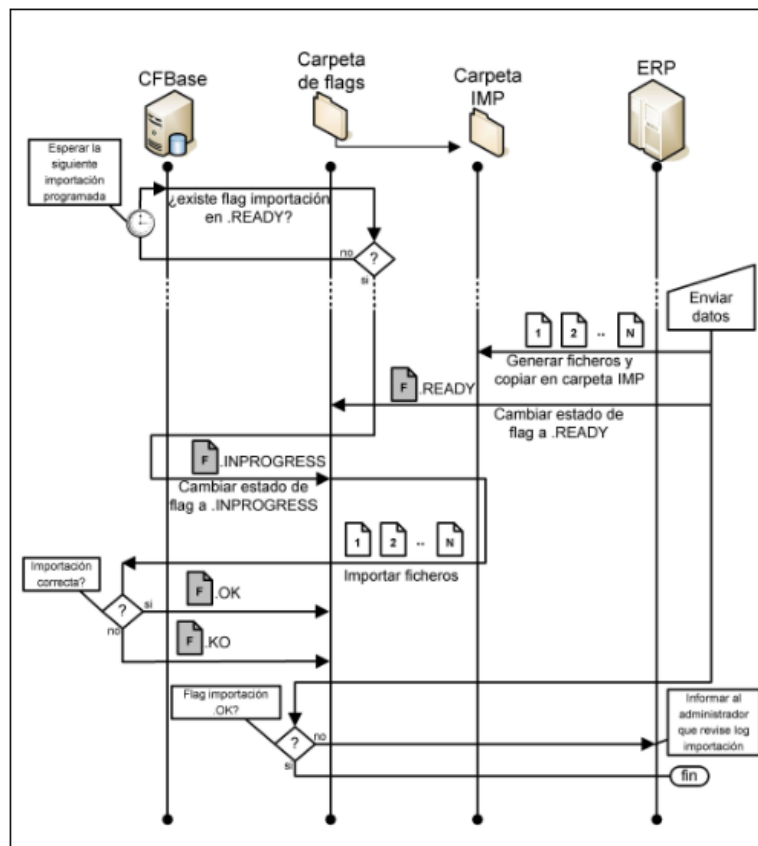 CFBase
Carpeta
de flags
Carpeta
IMP
ERP
Esperar la
siguiente
importación
programada
¿existe flag importación
en .READY?
?
no
si
Enviar
datos
1 2 .. N
Generar ficheros y
copiar en carpeta IMP
F .READY
Cambiar estado de
flag a .READY
F .INPROGRESS
Cambiar estado de
flag a .INPROGRESS
1 2 .. N
Importar ficheros
Importación
correcta?
?
si
no
F .OK
F .KO
Flag importación
.OK?
?
no
si
Informar al
administrador
que revise log
importación
fin